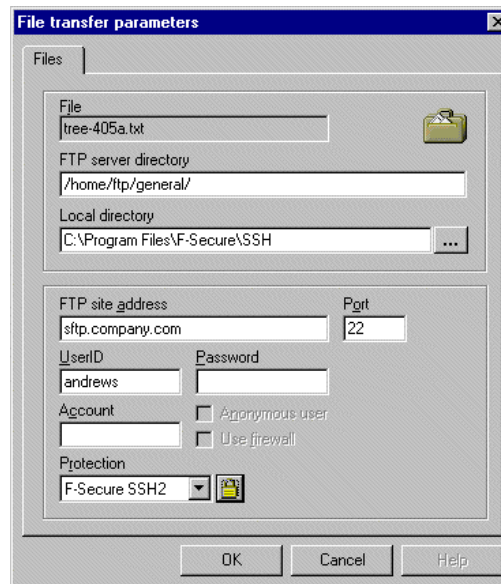 File transfer parameters
Files
File
tree-405a.txt
FTP server directory
/home/ftp/general/
Local directory
C:\Program Files\F-Secure\SSH
...
FTP site address Port
sftp.company.com 22
UserID Password
andrews
Account Anonymous user
Use firewall
Protection
F-Secure SSH2
OK Cancel Help